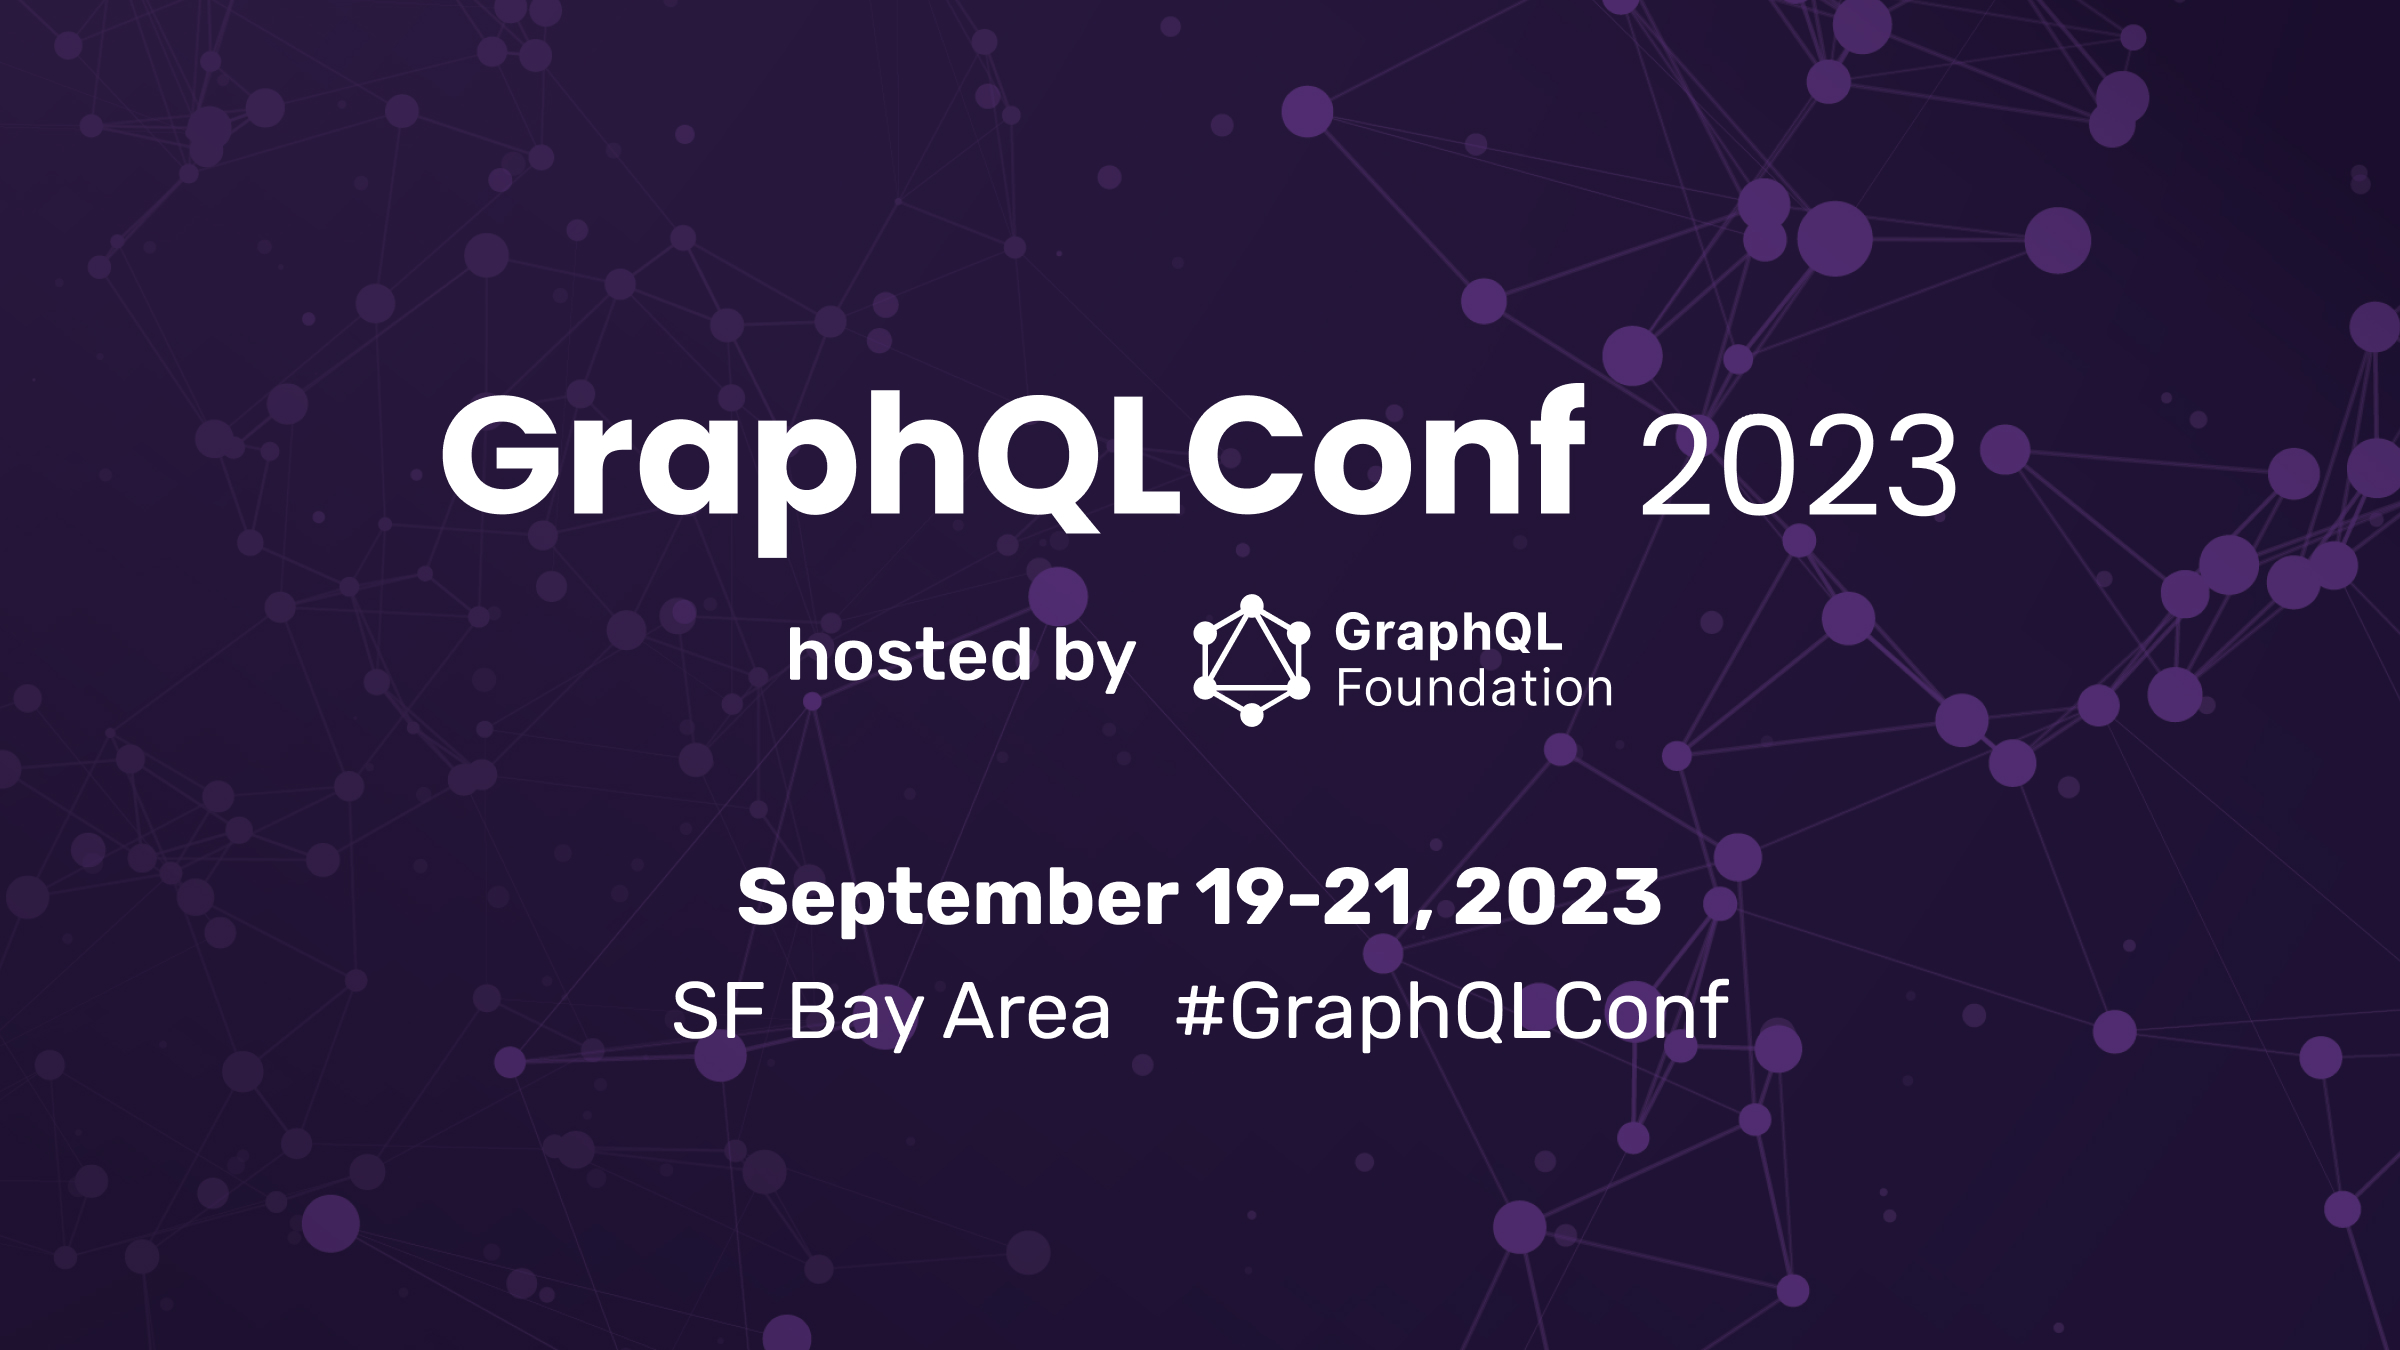 GraphQLConf 2023
hosted by
GraphQL
Foundation
September 19-21, 2023
SF Bay Area #GraphQLConf